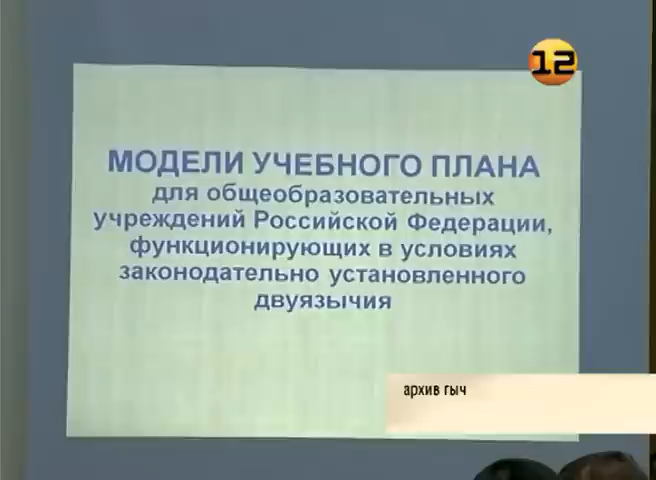 12
МОДЕЛИ УЧЕБНОГО ПЛАНА
для общеобразовательных
учреждений Российской Федерации,
функционирующих в условиях
законодательно установленного
двуязычия
архив гыч